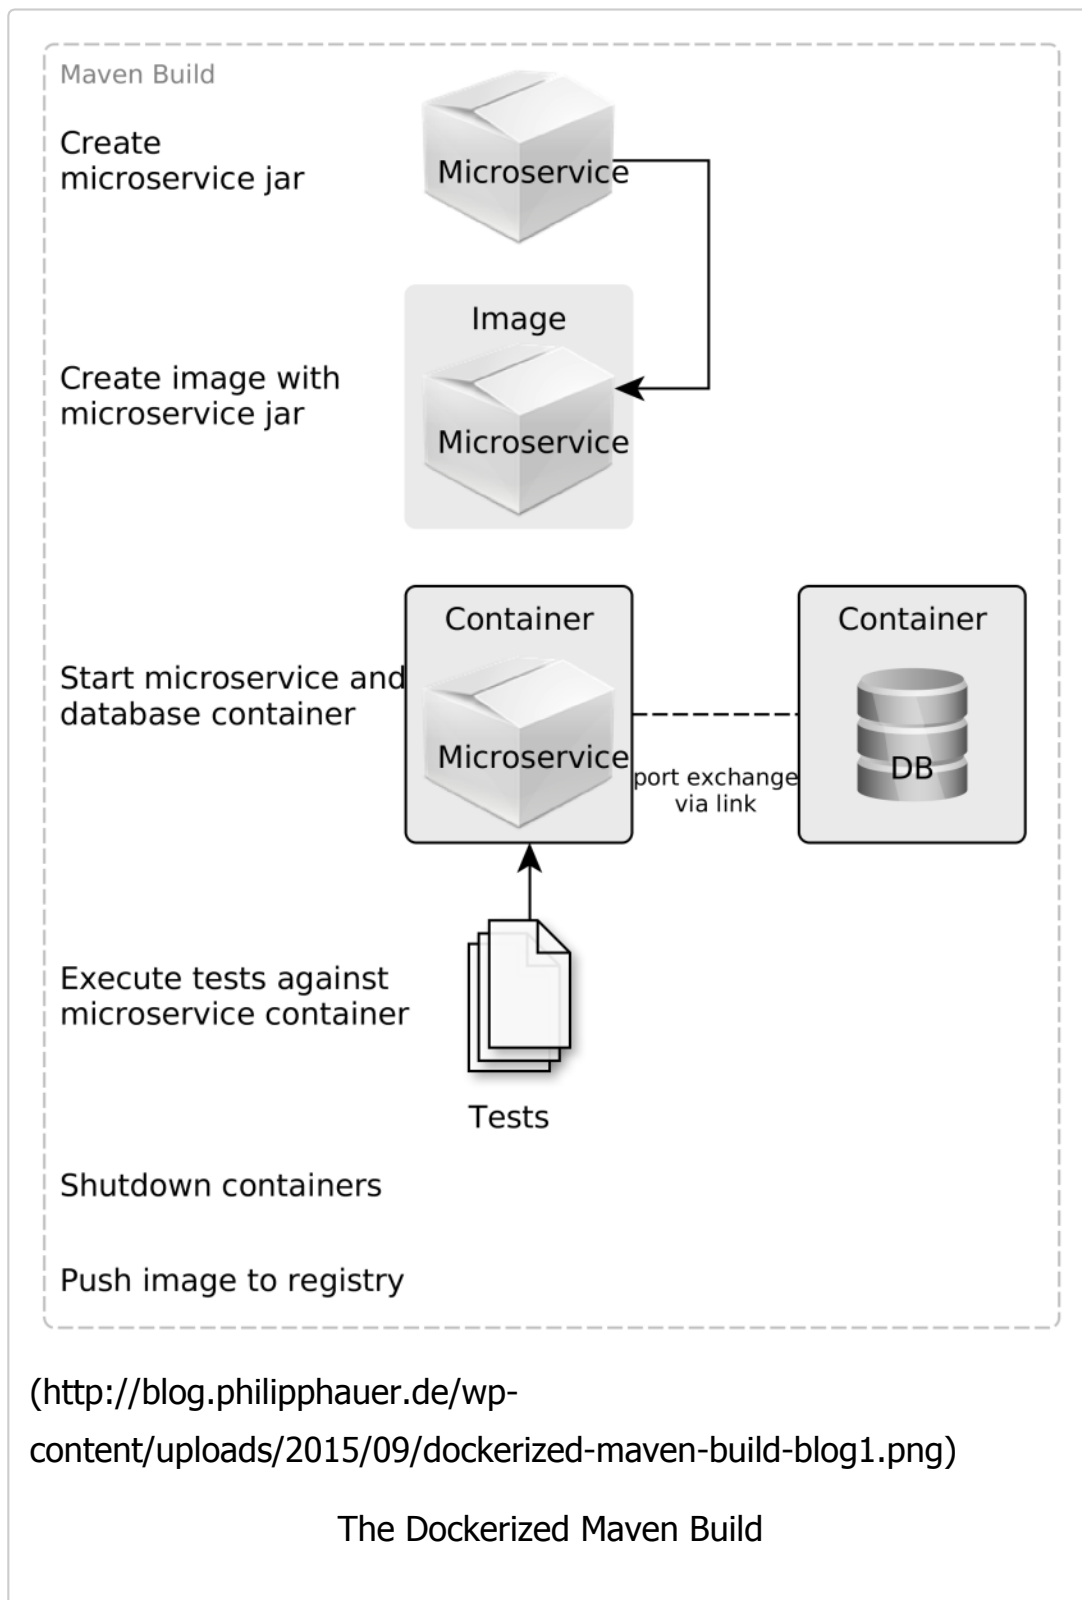 Maven Build
Create
microservice jar
Microservice
Image
Create image with
microservice jar
Microservice
Container
Container
Start microservice and
database container
Microservice
DB
port exchange
via link
Execute tests against
microservice container
Tests
Shutdown containers
Push image to registry
(http://blog.philipphauer.de/wp-
content/uploads/2015/09/dockerized-maven-build-blog1.png)
The Dockerized Maven Build